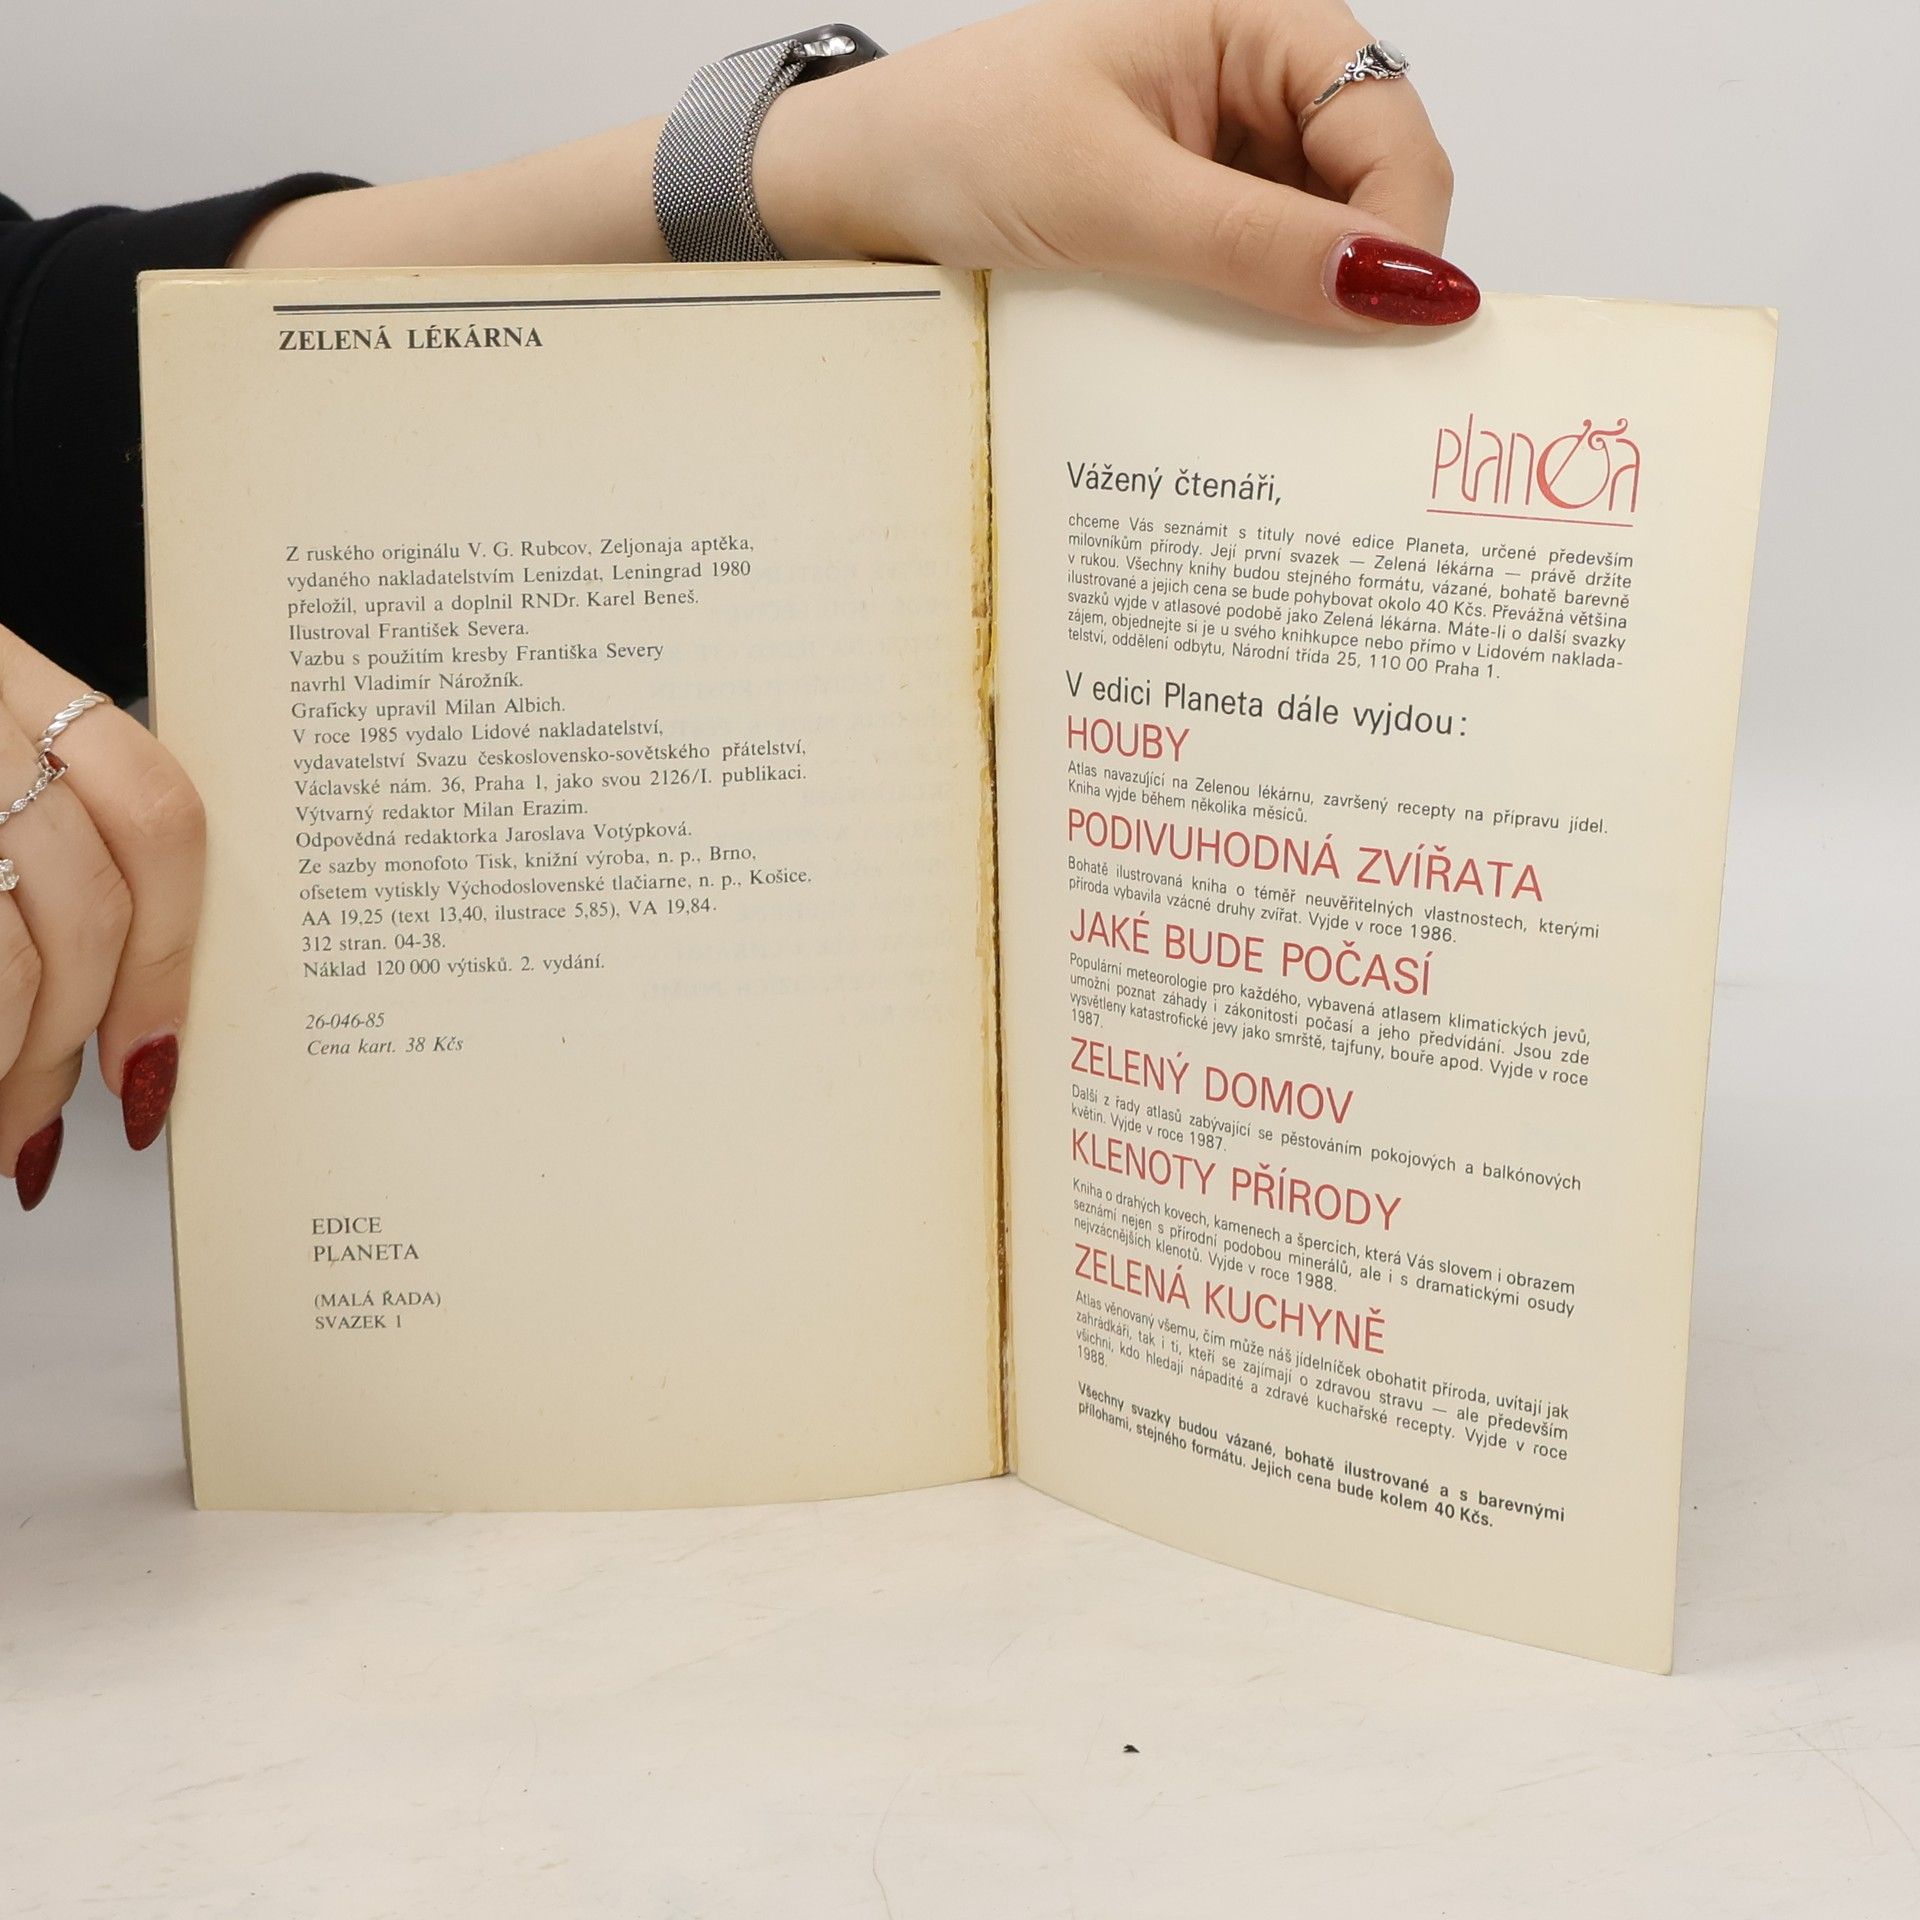 ZELENÁ LÉKÁRNA
Z ruského originálu V. G. Rubcov, Zeljonaja aptěka,
vydaného nakladatelstvím Lenizdat, Leningrad 1980
přeložil, upravil a doplnil RNDr. Karel Beneš.
Ilustroval František Severa.
Vazbu s použitím kresby Františka Severy
navrhl Vladimír Nárožník.
Graficky upravil Milan Albich.
V roce 1985 vydalo Lidové nakladatelství,
vydavatelství Svazu československo-sovětského přátelství,
Václavské nám. 36, Praha 1, jako svou 2126/I. publikaci.
Výtvarný redaktor Milan Erazim.
Odpovědná redaktorka Jaroslava Votýpková.
Ze sazby monofoto Tisk, knižní výroba, n. p., Brno,
ofsetem vytiskly Východoslovenské tlačiarne, n. p., Košice.
AA 19,25 (text 13,40, ilustrace 5,85), VA 19,84.
312 stran. 04-38.
Náklad 120 000 výtisků. 2. vydání.
26-046-85
Cena kart. 38 Kčs
EDICE
PLANETA
(MALÁ ŘADA)
SVAZEK 1
planeta
Vážený čtenáři,
chceme Vás seznámit s tituly nové edice Planeta, určené především
milovníkům přírody. Její první svazek — Zelená lékárna — právě držíte
v rukou. Všechny knihy budou stejného formátu, vázané, bohatě barevně
ilustrované a jejich cena se bude pohybovat okolo 40 Kčs. Převážná většina
svazků vyjde v atlasové podobě jako Zelená lékárna. Máte-li o další svazky
zájem, objednejte si je u svého knihkupce nebo přímo v Lidovém naklada-
telství, oddělení odbytu, Národní třída 25, 110 00 Praha 1.
V edici Planeta dále vyjdou:
HOUBY
Atlas navazující na Zelenou lékárnu, završený recepty na přípravu jídel.
Kniha vyjde během několika měsíců.
PODIVUHODNÁ ZVÍŘATA
Bohatě ilustrovaná kniha o téměř neuvěřitelných vlastnostech, kterými
příroda vybavila vzácné druhy zvířat. Vyjde v roce 1986.
JAKÉ BUDE POČASÍ
Populární meteorologie pro každého, vybavená atlasem klimatických jevů,
umožní poznat záhady i zákonitosti počasí a jeho předvídání. Jsou zde
vysvětleny katastrofické jevy jako smrště, tajfuny, bouře apod. Vyjde v roce
1987.
ZELENÝ DOMOV
Další z řady atlasů zabývající se pěstováním pokojových a balkónových
květin. Vyjde v roce 1987.
KLENOTY PŘÍRODY
Kniha o drahých kovech, kamenech a špercích, která Vás slovem i obrazem
seznámí nejen s přírodní podobou minerálů, ale i s dramatickými osudy
nejvzácnějších klenotů. Vyjde v roce 1988.
ZELENÁ KUCHYNĚ
Atlas věnovaný všemu, čím může náš jídelníček obohatit příroda, uvítají jak
zahrádkáři, tak i ti, kteří se zajímají o zdravou stravu — ale především
všichni, kdo hledají nápadité a zdravé kuchařské recepty. Vyjde v roce
1988.
Všechny svazky budou vázané, bohatě ilustrované a s barevnými
přílohami, stejného formátu. Jejich cena bude kolem 40 Kčs.